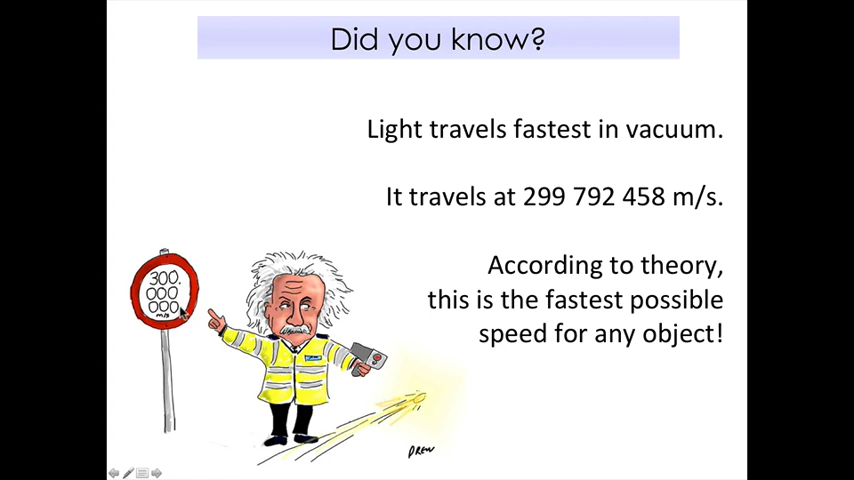 Did you know?
Light travels fastest in vacuum.
It travels at 299 792 458 m/s.
According to theory,
this is the fastest possible
speed for any object!
300.
000
000
m/s
DREW